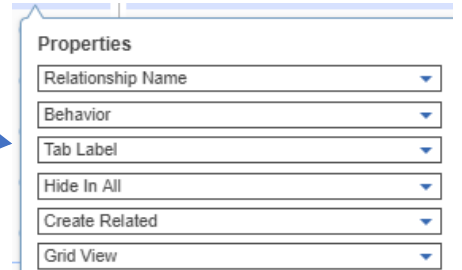 Properties
Relationship Name
Behavior
Tab Label
Hide In All
Create Related
Grid View